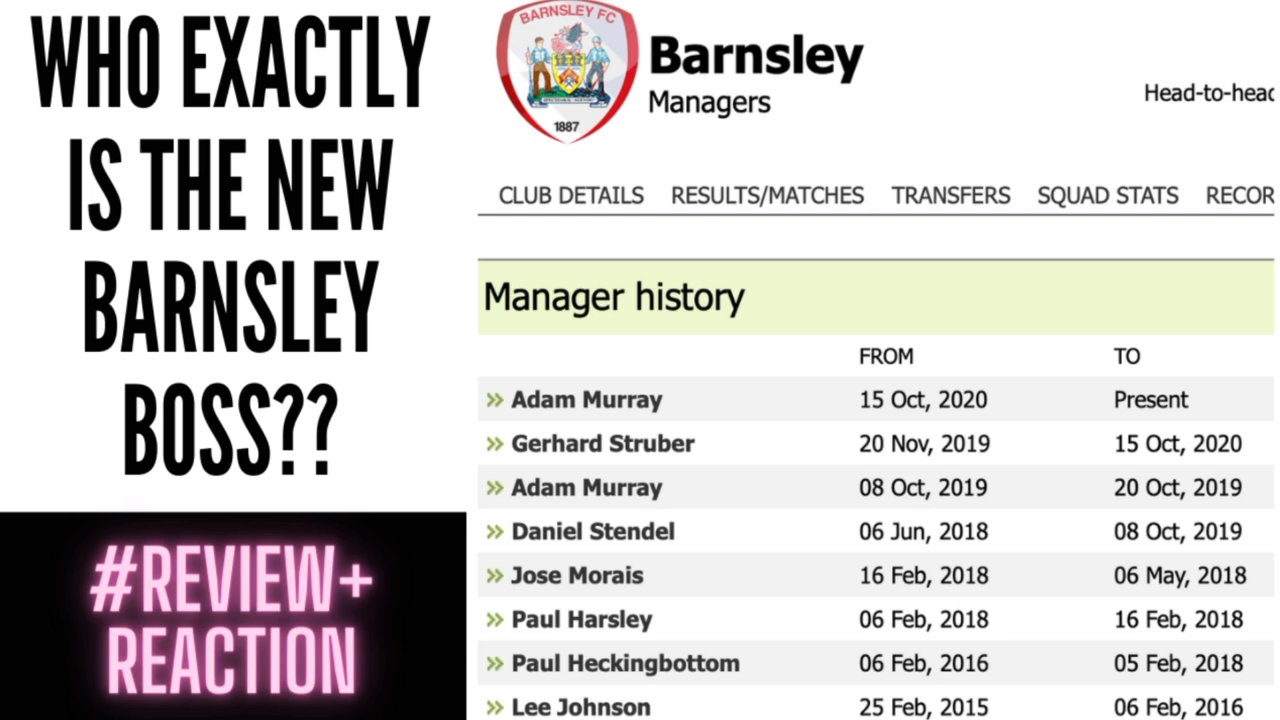 WHO EXACTLY
IS THE NEW
BARNSLEY
BOSS??
#REVIEW+
REACTION
BARNSLEY FC
1887
Barnsley
Managers
Head-to-head
CLUB DETAILS RESULTS/MATCHES TRANSFERS SQUAD STATS RECOR
Manager history
FROM TO
» Adam Murray 15 Oct, 2020 Present
» Gerhard Struber 20 Nov, 2019 15 Oct, 2020
» Adam Murray 08 Oct, 2019 20 Oct, 2019
» Daniel Stendel 06 Jun, 2018 08 Oct, 2019
» Jose Morais 16 Feb, 2018 06 May, 2018
» Paul Harsley 06 Feb, 2018 16 Feb, 2018
» Paul Heckingbottom 06 Feb, 2016 05 Feb, 2018
» Lee Johnson 25 Feb, 2015 06 Feb, 2016